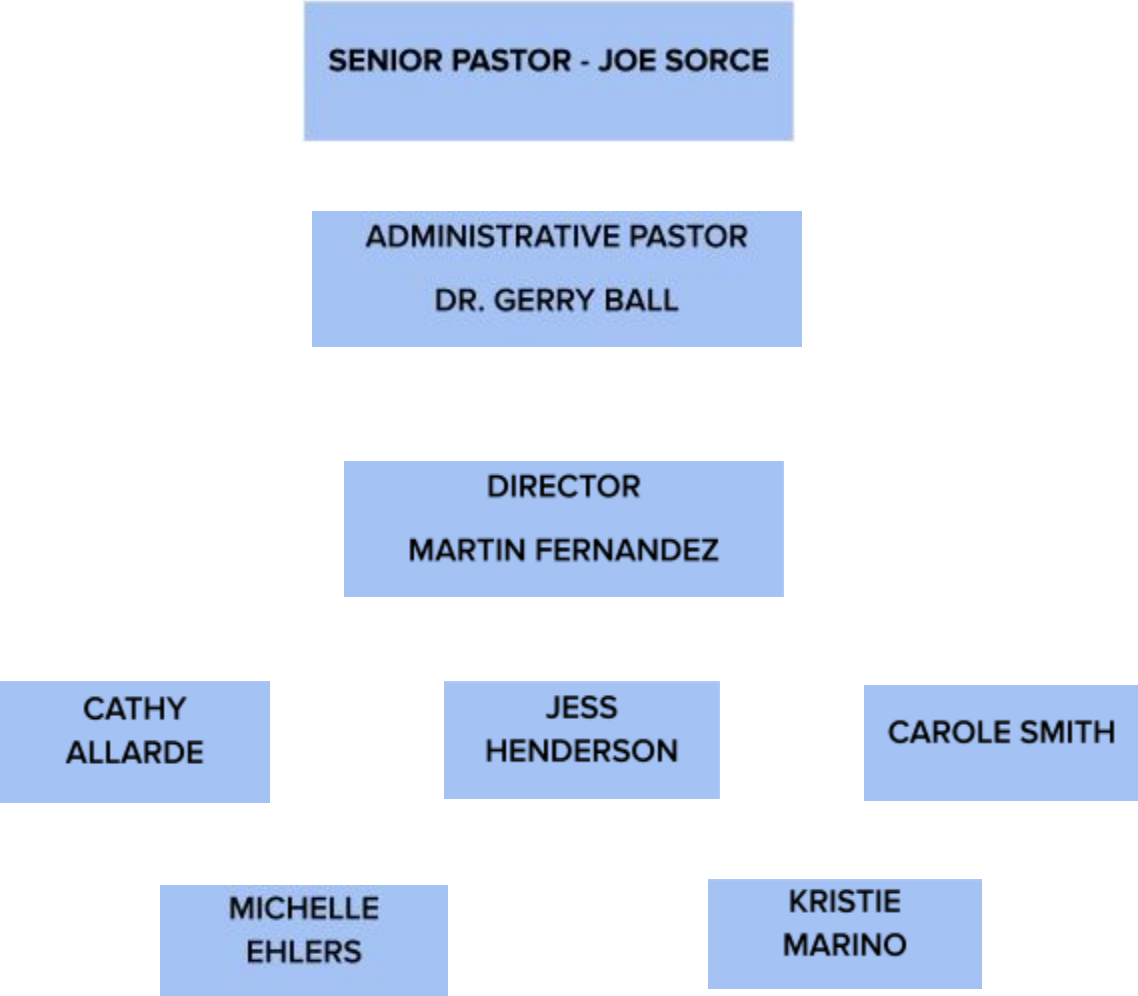 SENIOR PASTOR - JOE SORCE
ADMINISTRATIVE PASTOR
DR. GERRY BALL
DIRECTOR
MARTIN FERNANDEZ
CATHY
ALLARDE
JESS
HENDERSON
CAROLE SMITH
MICHELLE
EHLERS
KRISTIE
MARINO